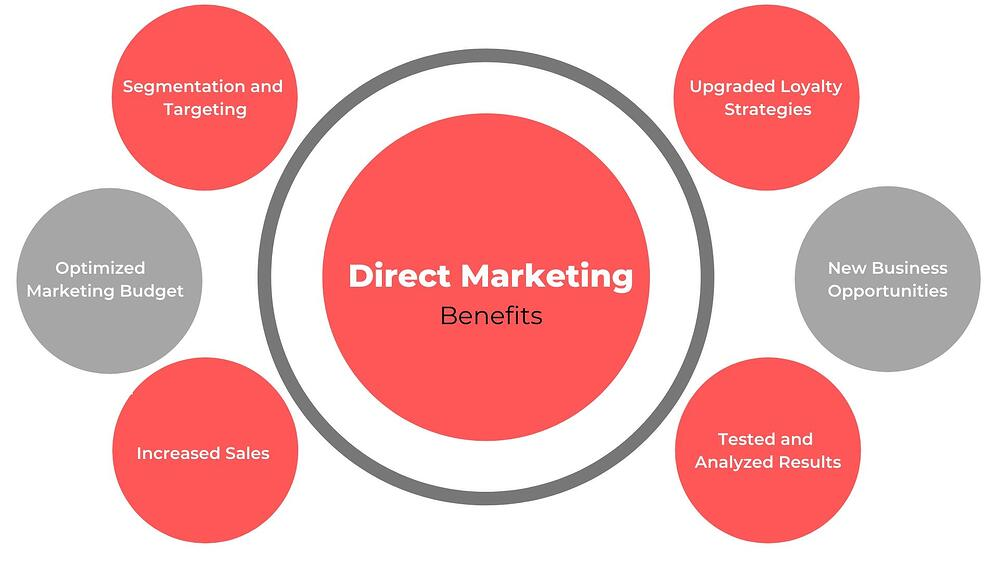 Segmentation and
Targeting
Upgraded Loyalty
Strategies
Optimized
Marketing Budget
Direct Marketing
Benefits
New Business
Opportunities
Increased Sales
Tested and
Analyzed Results